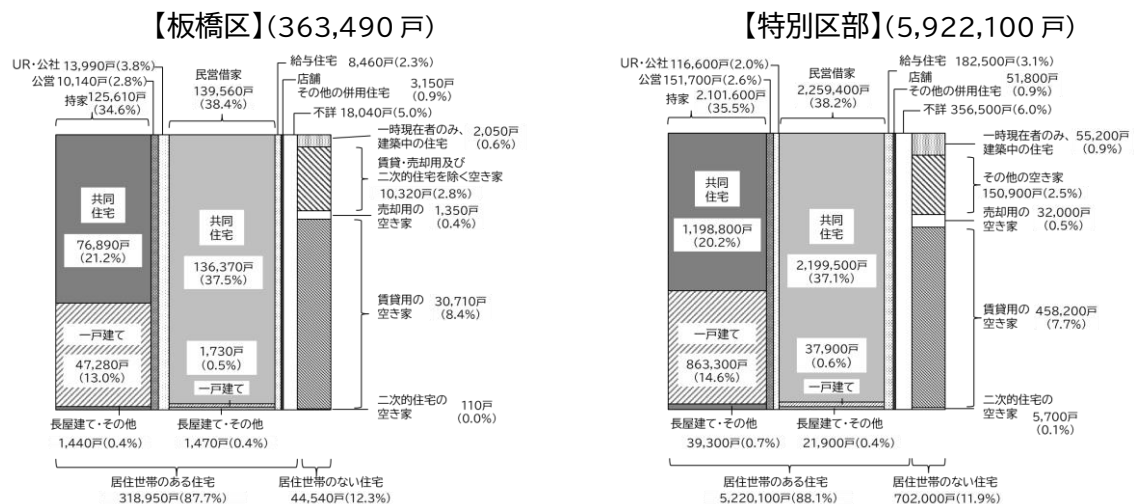 【板橋区】(363,490 戸)
UR・公社 13,990戸(3.8%)
公営 10,140戸(2.8%)
持家 125,610戸
(34.6%)
民営借家
139,560戸
(38.4%)
給与住宅 8,460戸(2.3%)
店舗
その他の併用住宅 3,150戸
(0.9%)
不詳 18,040戸(5.0%)
一時現在者のみ、 2,050戸
建築中の住宅 (0.6%)
賃貸・売却用及び
二次的住宅を除く空き家
10,320戸(2.8%)
売却用の 1,350戸
空き家 (0.4%)
賃貸用の 30,710戸
空き家 (8.4%)
二次的住宅の 110戸
空き家 (0.0%)
共同
住宅
76,890戸
(21.2%)
一戸建て
47,280戸
(13.0%)
共同
住宅
136,370戸
(37.5%)
1,730戸
(0.5%)
一戸建て
長屋建て・その他
1,440戸(0.4%)
長屋建て・その他
1,470戸(0.4%)
居住世帯のある住宅
318,950戸(87.7%)
居住世帯のない住宅
44,540戸(12.3%)
【特別区部】(5,922,100 戸)
UR・公社 116,600戸(2.0%)
公営 151,700戸(2.6%)
持家 2,101,600戸
(35.5%)
民営借家
2,259,400戸
(38.2%)
給与住宅 182,500戸(3.1%)
店舗 51,800戸
その他の併用住宅 (0.9%)
不詳 356,500戸(6.0%)
一時現在者のみ、 55,200戸
建築中の住宅 (0.9%)
その他の空き家
150,900戸(2.5%)
売却用の 32,000戸
空き家 (0.5%)
賃貸用の 458,200戸
空き家 (7.7%)
二次的住宅の
空き家 5,700戸
(0.1%)
共同
住宅
1,198,800戸
(20.2%)
一戸建て
863,300戸
(14.6%)
共同
住宅
2,199,500戸
(37.1%)
37,900戸
(0.6%)
一戸建て
長屋建て・その他
39,300戸(0.7%)
長屋建て・その他
21,900戸(0.4%)
居住世帯のある住宅
5,220,100戸(88.1%)
居住世帯のない住宅
702,000戸(11.9%)